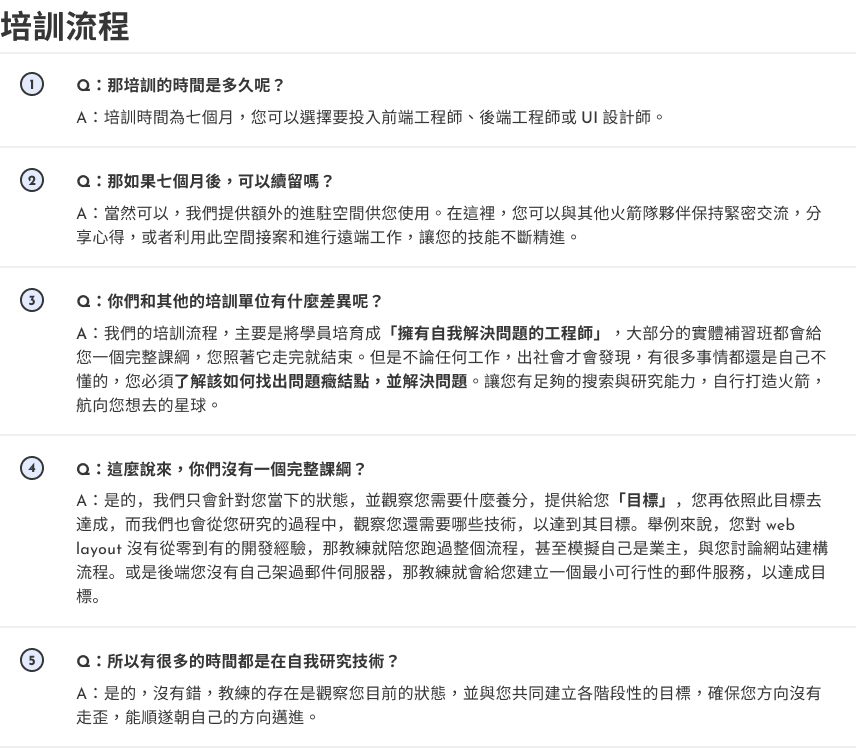 培訓流程
1
Q：那培訓的時間是多久呢？
A：培訓時間為七個月，您可以選擇要投入前端工程師、後端工程師或 UI 設計師。
2
Q：那如果七個月後，可以續留嗎？
A：當然可以，我們提供額外的進駐空間供您使用。在這裡，您可以與其他火箭隊夥伴保持緊密交流，分
享心得，或者利用此空間接案和進行遠端工作，讓您的技能不斷精進。
3
Q：你們和其他的培訓單位有什麼差異呢？
A：我們的培訓流程，主要是將學員培育成「擁有自我解決問題的工程師」，大部分的實體補習班都會給
您一個完整課綱，您照著它走完就結束。但是不論任何工作，出社會才會發現，有很多事情都還是自己不
懂的，您必須了解該如何找出問題癥結點，並解決問題。讓您有足夠的搜索與研究能力，自行打造火箭，
航向您想去的星球。
4
Q：這麼說來，你們沒有一個完整課綱？
A：是的，我們只會針對您當下的狀態，並觀察您需要什麼養分，提供給您「目標」，您再依照此目標去
達成，而我們也會從您研究的過程中，觀察您還需要哪些技術，以達到其目標。舉例來說，您對 web
layout 沒有從零到有的開發經驗，那教練就陪您跑過整個流程，甚至模擬自己是業主，與您討論網站建構
流程。或是後端您沒有自己架過郵件伺服器，那教練就會給您建立一個最小可行性的郵件服務，以達成目
標。
5
Q：所以有很多的時間都是在自我研究技術？
A：是的，沒有錯，教練的存在是觀察您目前的狀態，並與您共同建立各階段性的目標，確保您方向沒有
走歪，能順遂朝自己的方向邁進。